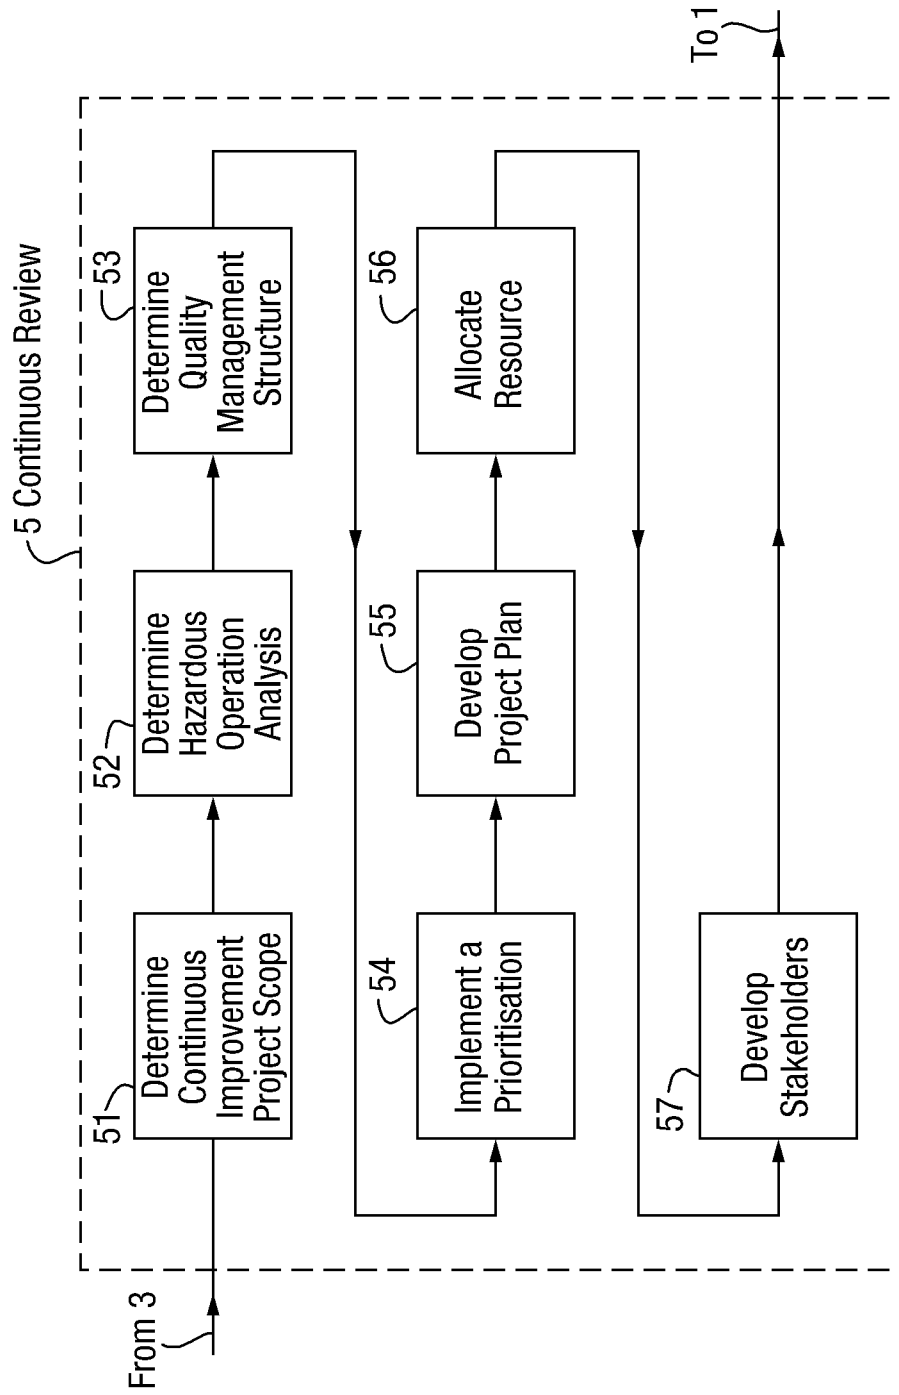 5 Continuous Review
From 3
51
Determine
Continuous
Improvement
Project Scope
52
Determine
Hazardous
Operation
Analysis
53
Determine
Quality
Management
Structure
54
Implement a
Prioritisation
55
Develop
Project Plan
56
Allocate
Resource
57
Develop
Stakeholders
To 1